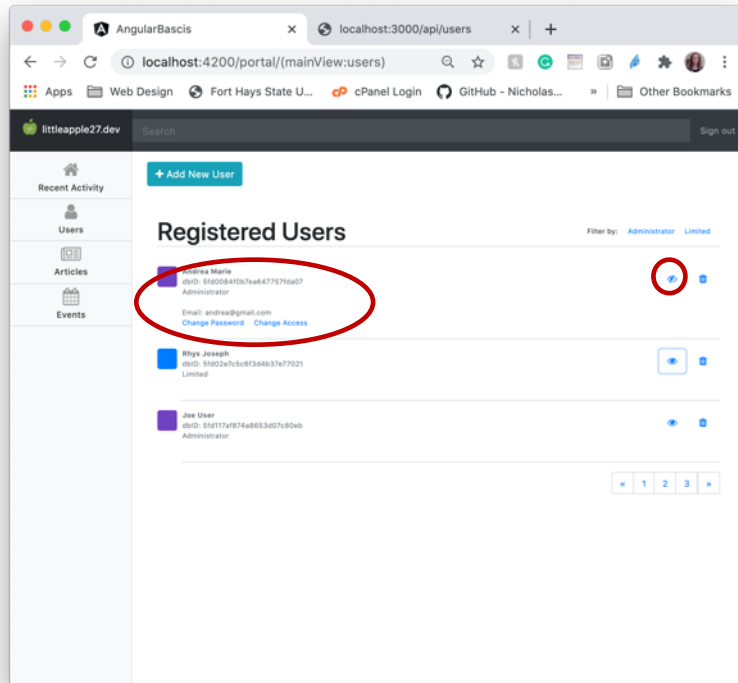 AngularBascis
localhost:3000/api/users
localhost:4200/portal/(mainView:users)
Apps Web Design Fort Hays State U... cPanel Login GitHub - Nicholas... » Other Bookmarks
littleapple27.dev Search Sign out
Recent Activity
Users
Articles
Events
+ Add New User
Registered Users
Filter by: Administrator Limited
Andrea Marie
dbID: 5fd0084f0b7ea647767fda07
Administrator
Email: andrea@gmail.com
Change Password Change Access
Rhys Joseph
dbID: 5fd02e7c5c6f3d4b37e77021
Limited
Joe User
dbID: 5fd117af874a8653d07c80eb
Administrator
« 1 2 3 »